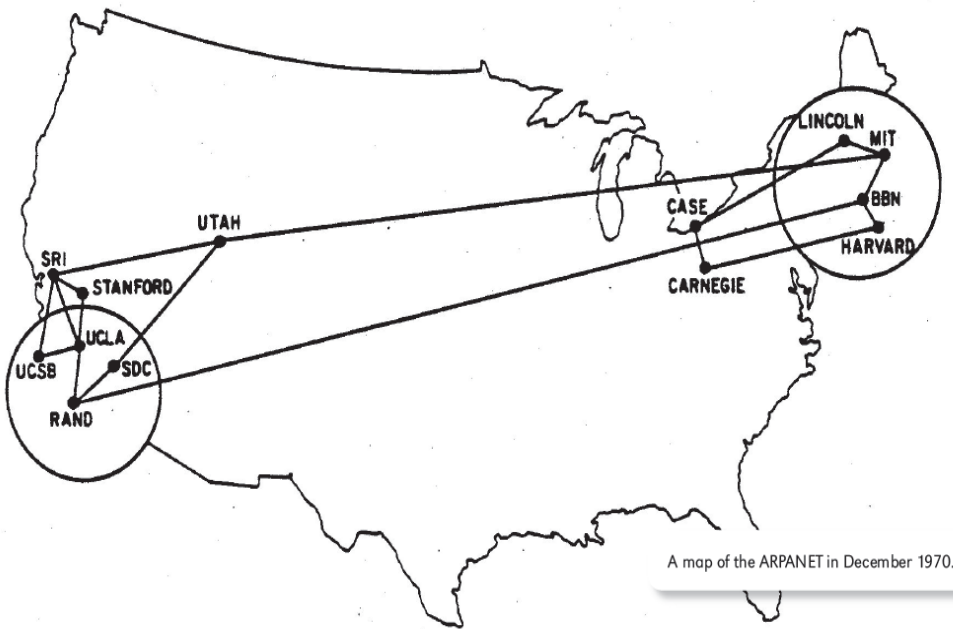 LINCOLN
MIT
BBN
HARVARD
CASE
CARNEGIE
UTAH
SRI
STANFORD
UCLA
UCSB
SDC
RAND
A map of the ARPANET in December 1970.